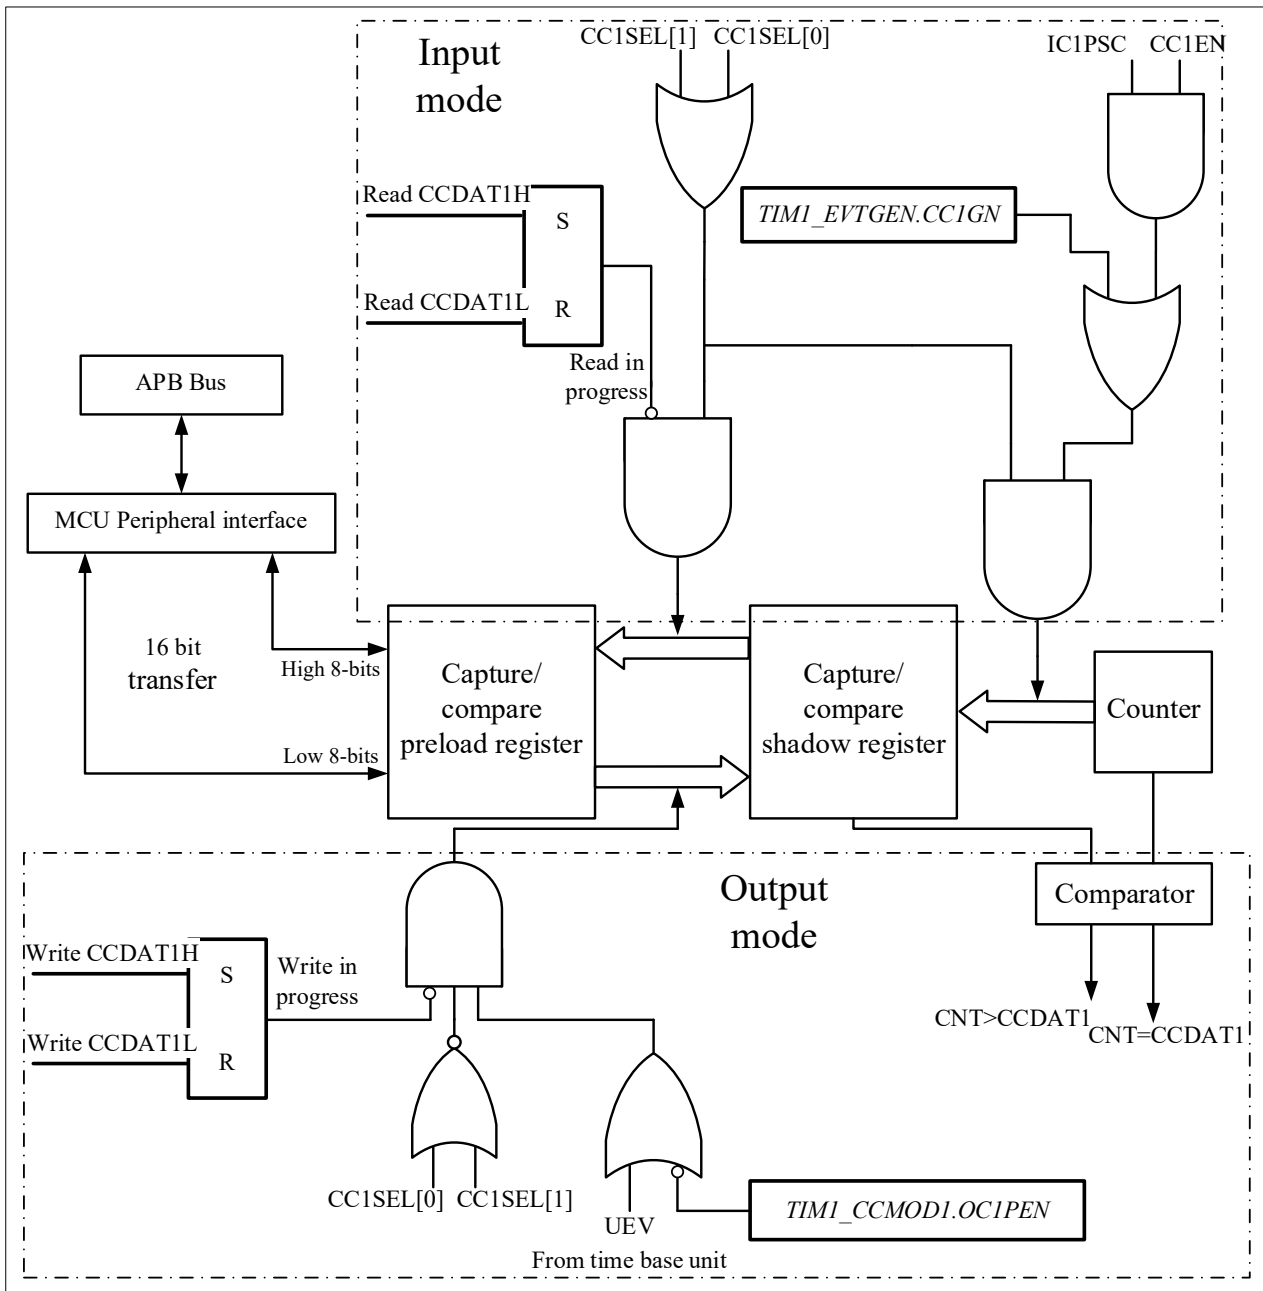 CC1SEL[1] CC1SEL[0]
IC1PSC CC1EN
Input
mode
Read CCDAT1H
S
TIM1_EVTGEN.CC1GN
Read CCDAT1L
R
Read in
progress
APB Bus
MCU Peripheral interface
16 bit
transfer
High 8-bits
Low 8-bits
Capture/
compare
preload register
Capture/
compare
shadow register
Counter
Output
mode
Comparator
Write CCDAT1H
S
Write in
progress
Write CCDAT1L
R
CNT>CCDAT1
CNT=CCDAT1
CC1SEL[0] CC1SEL[1]
UEV
TIM1_CCMOD1.OC1PEN
From time base unit